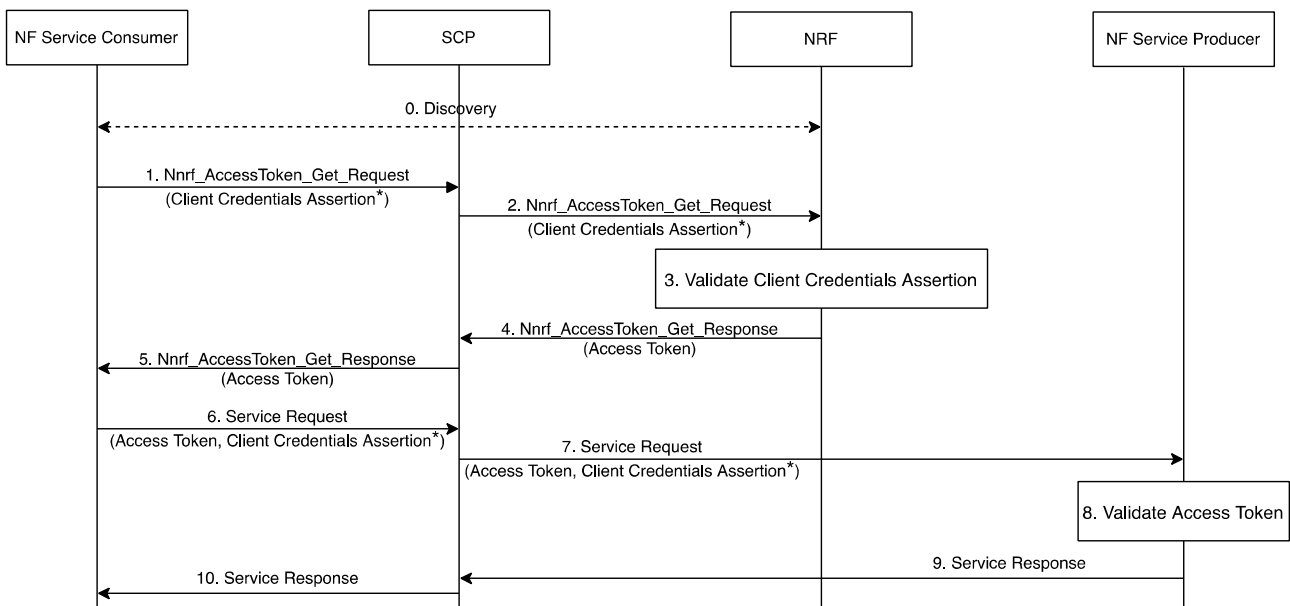 NF Service Consumer
SCP
NRF
NF Service Producer
0. Discovery
1. Nnrf_AccessToken_Get_Request
(Client Credentials Assertion*)
2. Nnrf_AccessToken_Get_Request
(Client Credentials Assertion*)
3. Validate Client Credentials Assertion
4. Nnrf_AccessToken_Get_Response
(Access Token)
5. Nnrf_AccessToken_Get_Response
(Access Token)
6. Service Request
(Access Token, Client Credentials Assertion*)
7. Service Request
(Access Token, Client Credentials Assertion*)
8. Validate Access Token
9. Service Response
10. Service Response